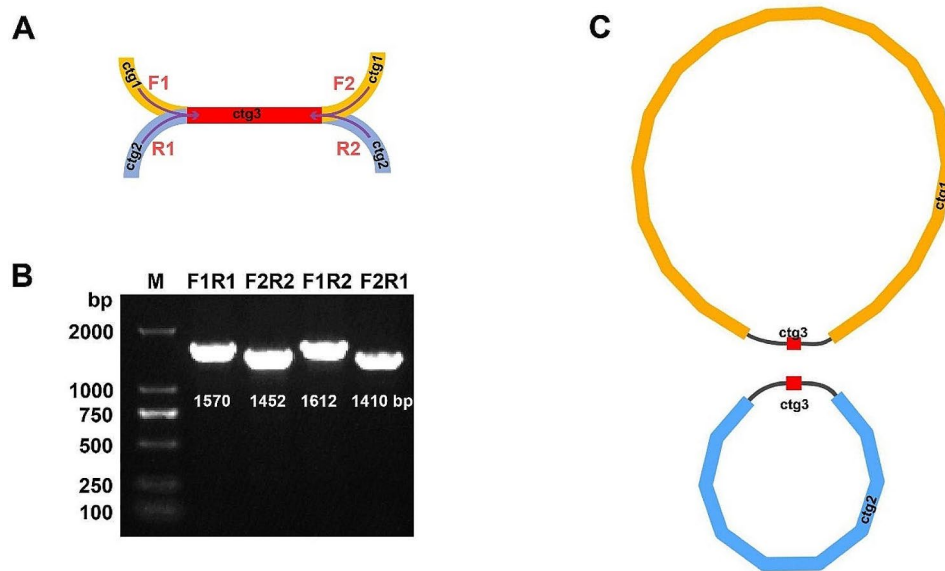 A
ctg1
F1
F2
ctg1
ctg3
ctg2
R1
R2
ctg2
B
M F1R1 F2R2 F1R2 F2R1
bp
2000
1000
750
500
250
100
1570 1452 1612 1410 bp
C
ctg1
ctg3
ctg3
ctg2